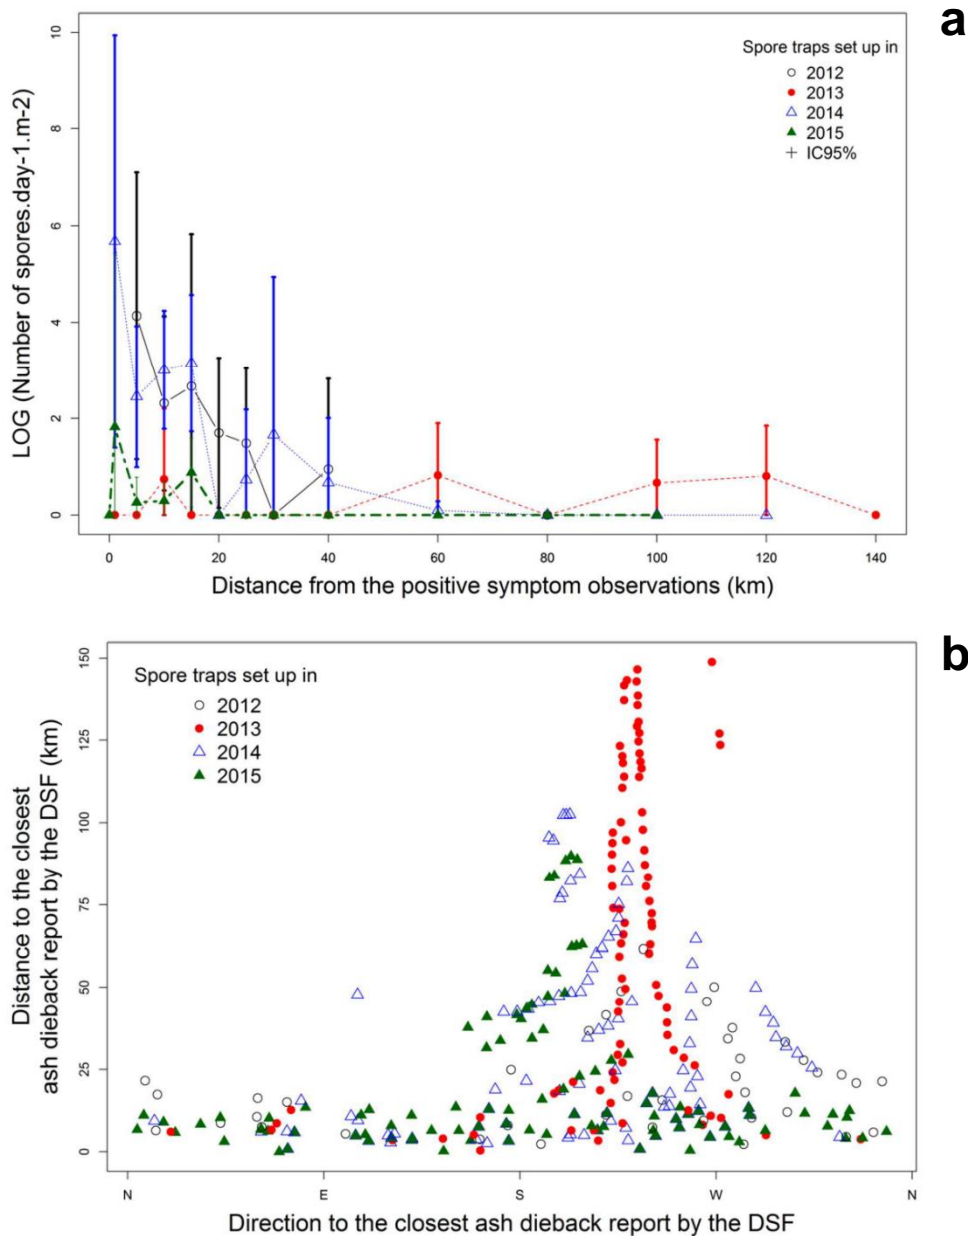 a
Spore traps set up in
2012
2013
2014
2015
IC95%
LOG (Number of spores.day-1.m-2)
10
8
6
4
2
0
0 20 40 60 80 100 120 140
Distance from the positive symptom observations (km)
b
Spore traps set up in
2012
2013
2014
2015
Distance to the closest
ash dieback report by the DSF (km)
150
125
100
75
50
25
0
N E S W N
Direction to the closest ash dieback report by the DSF